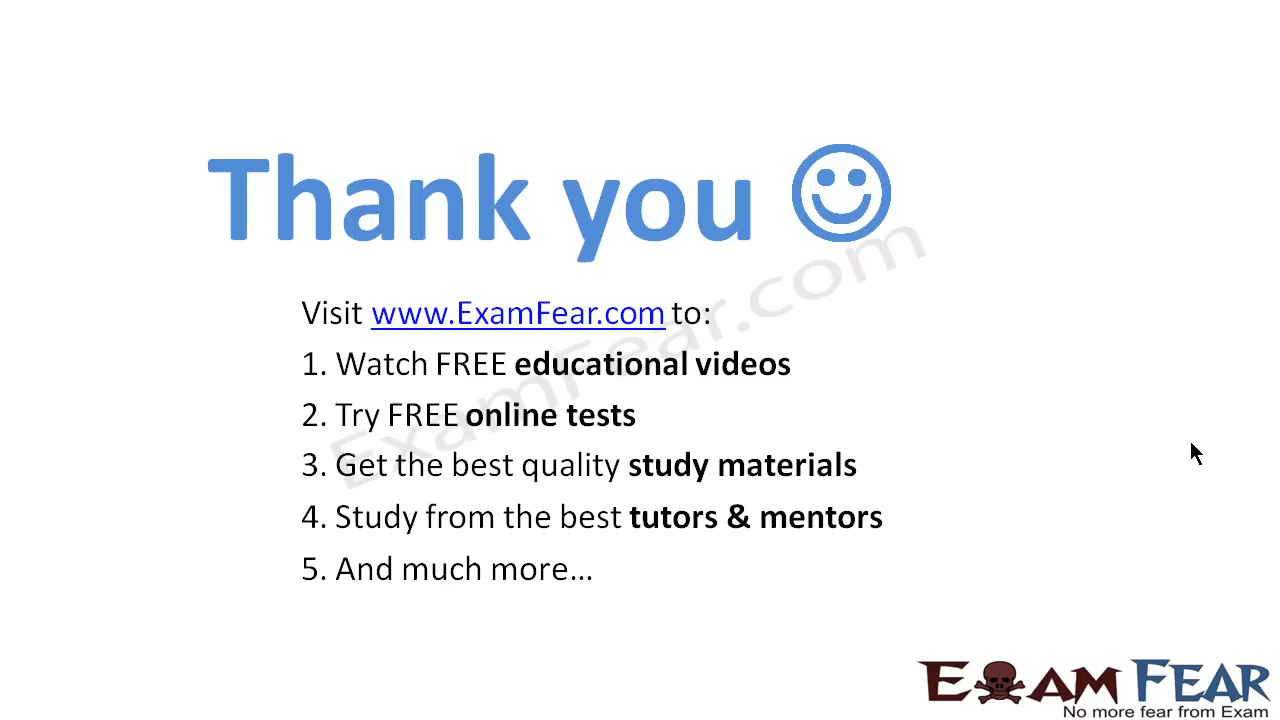 Thank you ☺
Visit www.ExamFear.com to:
1. Watch FREE educational videos
2. Try FREE online tests
3. Get the best quality study materials
4. Study from the best tutors & mentors
5. And much more...
ExamFear.com
EXAM FEAR
No more fear from Exam